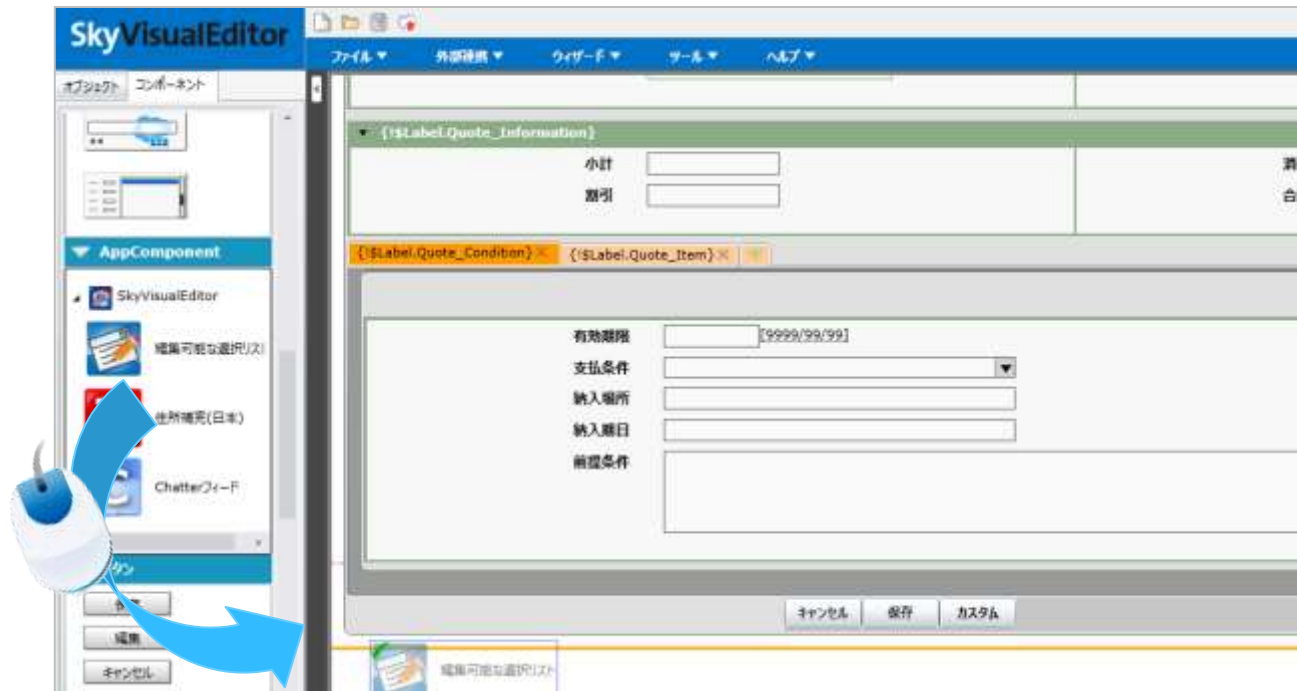 SkyVisualEditor
ファイル▼ 外部連携▼ ウィザード▼ ツール▼ ヘルプ▼
オブジェクト コンポーネント
{!$Label.Quote_Information}
小計
割引
AppComponent
{!$Label.Quote_Condition} {!$Label.Quote_Item}
SkyVisualEditor
有効期限 [9999/99/99]
編集可能な選択リスト
支払条件
納入場所
住所補完(日本)
納入期日
前提条件
Chatterフィード
キャンセル 保存 カスタム
編集
キャンセル
編集可能な選択リスト